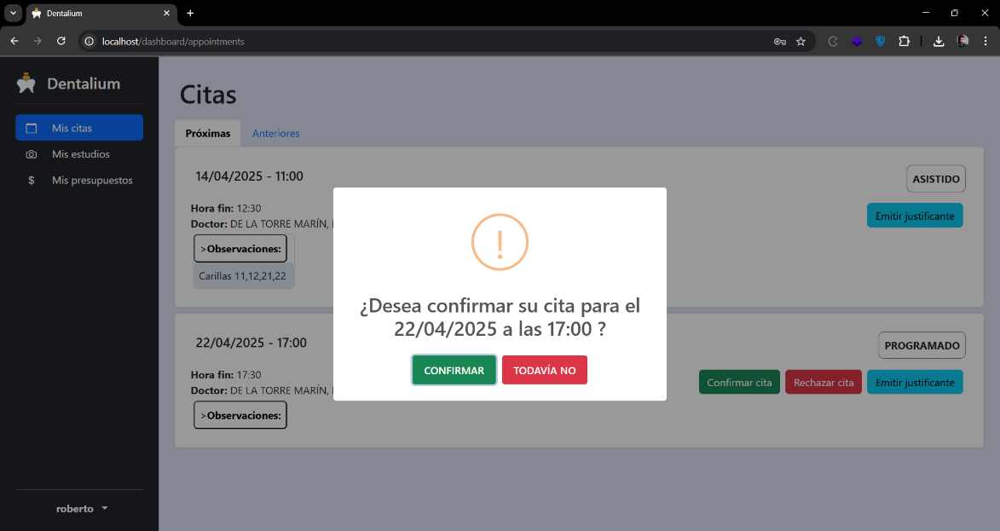 Dentalium
localhost/dashboard/appointments
Dentalium
Mis citas
Mis estudios
Mis presupuestos
roberto
Citas
Próximas
Anteriores
14/04/2025 - 11:00
ASISTIDO
Hora fin: 12:30
Emitir justificante
Doctor: DE LA TORRE MARÍN,
>Observaciones:
Carillas 11,12,21,22
22/04/2025 - 17:00
PROGRAMADO
Hora fin: 17:30
Confirmar cita
Rechazar cita
Emitir justificante
Doctor: DE LA TORRE MARÍN,
>Observaciones:
¿Desea confirmar su cita para el
22/04/2025 a las 17:00 ?
CONFIRMAR
TODAVÍA NO